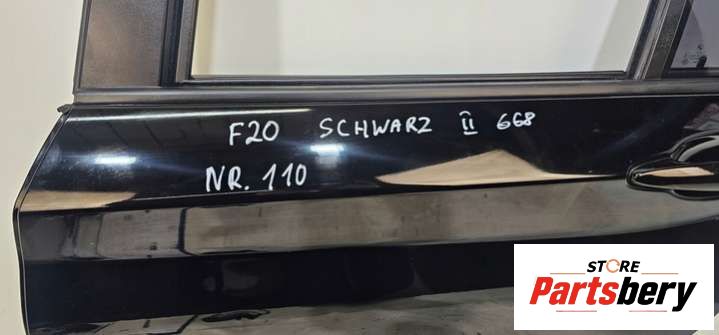 F20 SCHWARZ II 668
NR. 110
STORE
Partsbery